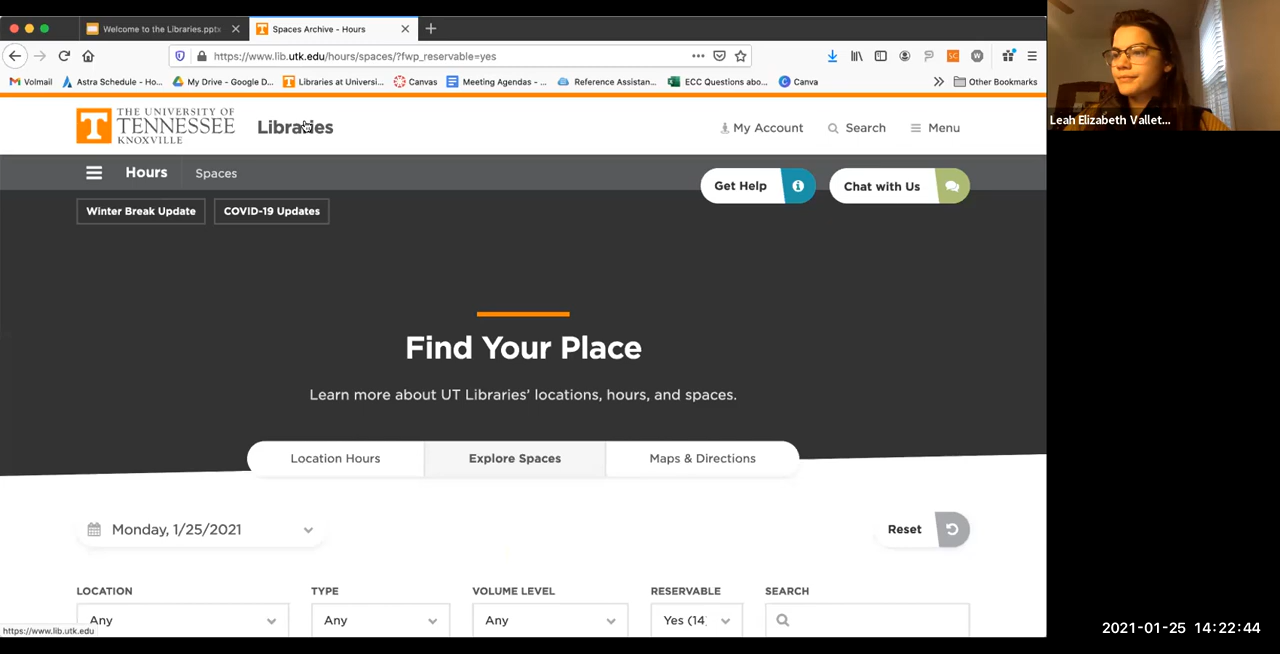 Welcome to the Libraries.pptx
Spaces Archive - Hours
https://www.lib.utk.edu/hours/spaces/?fwp_reservable=yes
Volmail
Astra Schedule - Ho...
My Drive - Google D...
Libraries at Universi...
Canvas
Meeting Agendas - ...
Reference Assistan...
ECC Questions abo...
Canva
Other Bookmarks
THE UNIVERSITY OF
TENNESSEE
KNOXVILLE
Libraries
My Account
Search
Menu
Hours
Spaces
Get Help
Chat with Us
Winter Break Update
COVID-19 Updates
Find Your Place
Learn more about UT Libraries' locations, hours, and spaces.
Location Hours
Explore Spaces
Maps & Directions
Monday, 1/25/2021
Reset
LOCATION
TYPE
VOLUME LEVEL
RESERVABLE
SEARCH
Any
Any
Any
Yes (14
https://www.lib.utk.edu
Leah Elizabeth Vallet...
2021-01-25 14:22:44